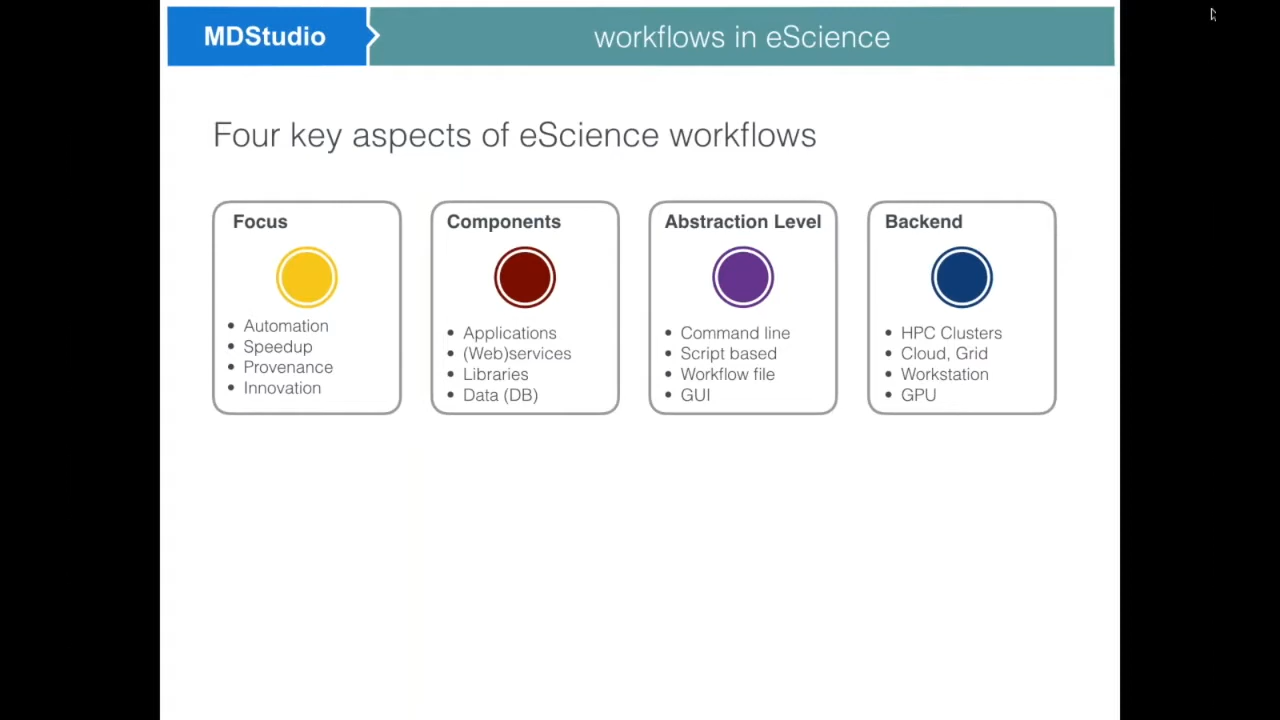 MDStudio
workflows in eScience
Four key aspects of eScience workflows
Focus
• Automation
• Speedup
• Provenance
• Innovation
Components
• Applications
• (Web)services
• Libraries
• Data (DB)
Abstraction Level
• Command line
• Script based
• Workflow file
• GUI
Backend
• HPC Clusters
• Cloud, Grid
• Workstation
• GPU